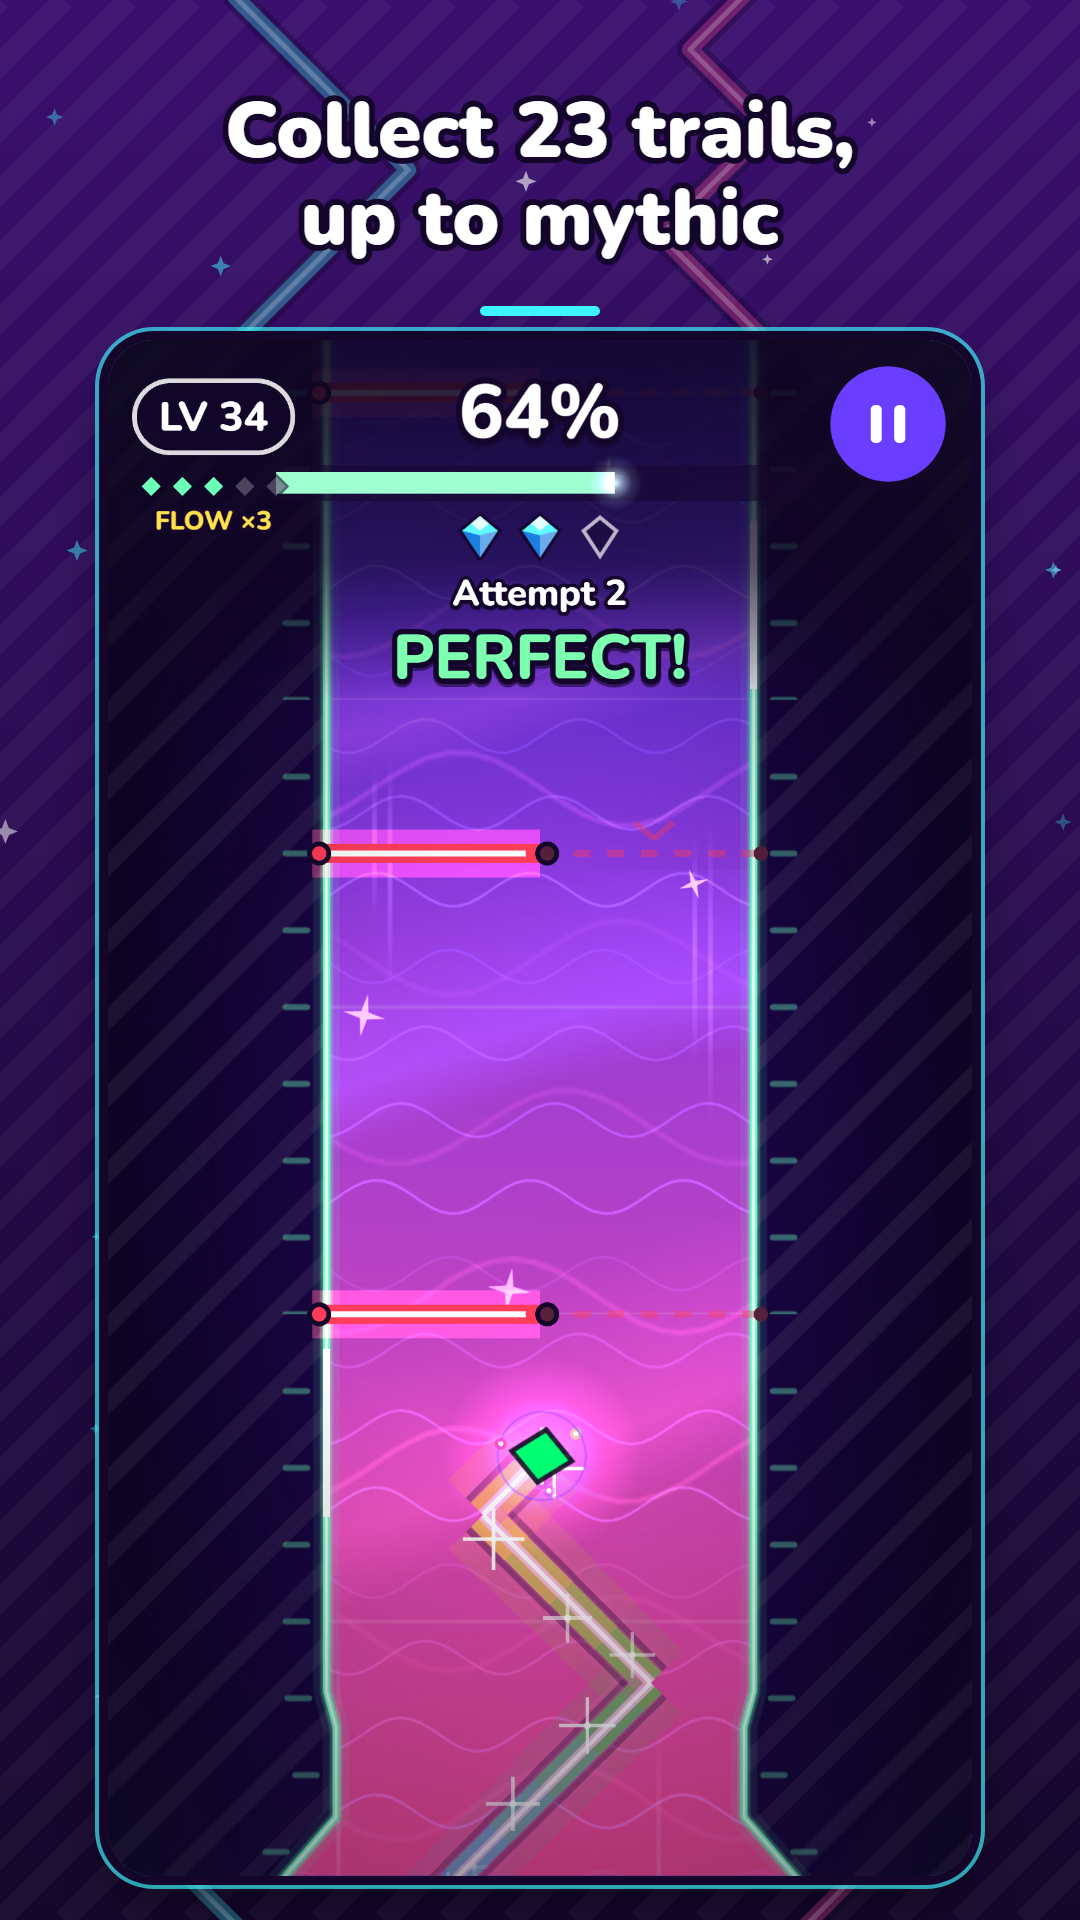 Collect 23 trails,
up to mythic
LV 34
64%
FLOW ×3
Attempt 2
PERFECT!